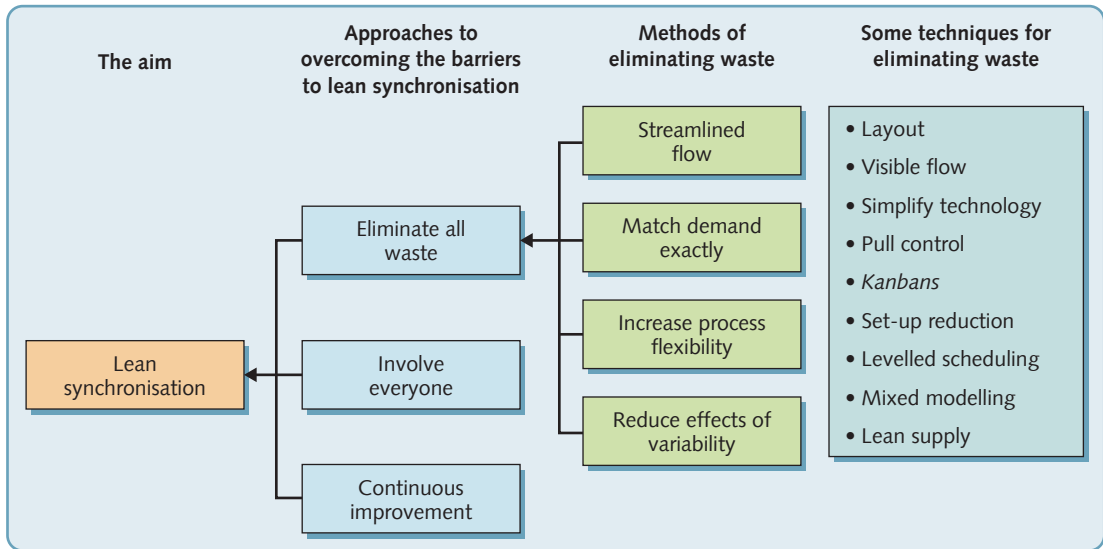 The aim
Approaches to
overcoming the barriers
to lean synchronisation
Methods of
eliminating waste
Some techniques for
eliminating waste
Lean
synchronisation
Eliminate all
waste
Involve
everyone
Continuous
improvement
Streamlined
flow
Match demand
exactly
Increase process
flexibility
Reduce effects of
variability
• Layout
• Visible flow
• Simplify technology
• Pull control
• Kanbans
• Set-up reduction
• Levelled scheduling
• Mixed modelling
• Lean supply